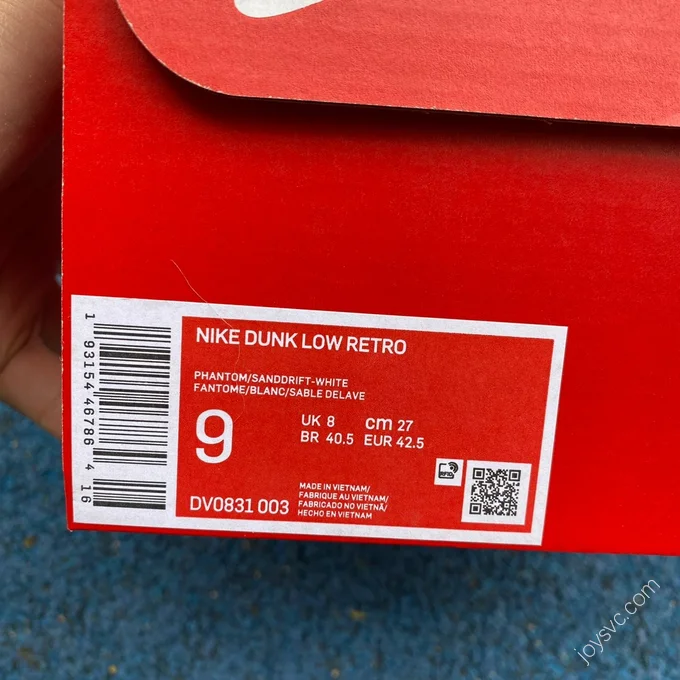 NIKE DUNK LOW RETRO
PHANTOM/SANDDRIFT-WHITE
FANTOME/BLANC/SABLE DELAVE
9
UK 8 cm 27
BR 40.5 EUR 42.5
DV0831 003
MADE IN VIETNAM/
FABRIQUE AU VIETNAM/
FABRICADO NO VIETNÃ/
HECHO EN VIETNAM
RFID
1 93154 46786 4 16
joysvc.com